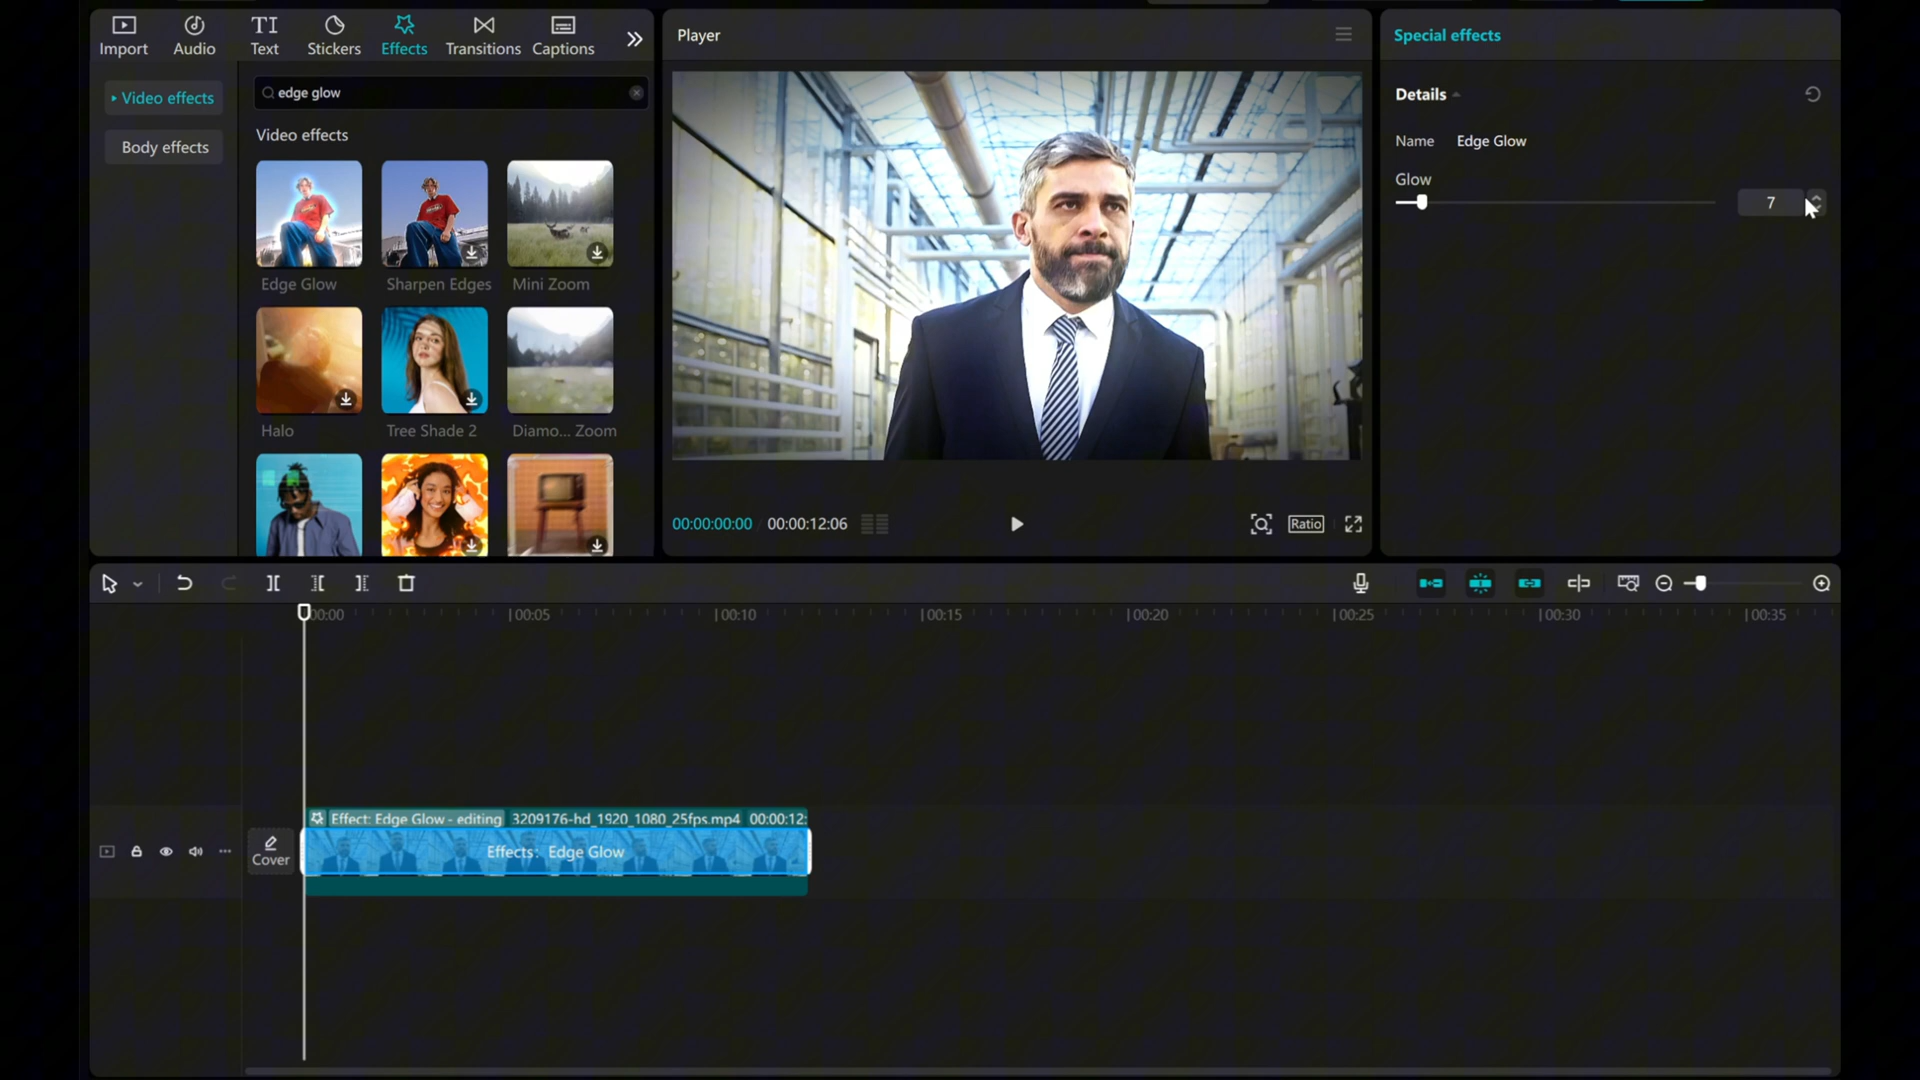 Import Audio Text Stickers Effects Transitions Captions
Video effects
Body effects
edge glow
Video effects
Edge Glow Sharpen Edges Mini Zoom
Halo Tree Shade 2 Diamo... Zoom
Player
00:00:00:00 00:00:12:06
Ratio
Special effects
Details
Name Edge Glow
Glow
7
00:00 00:05 00:10 00:15 00:20 00:25 00:30 00:35
Effect: Edge Glow - editing 3209176-hd_1920_1080_25fps.mp4 00:00:12:
Effects: Edge Glow
Cover